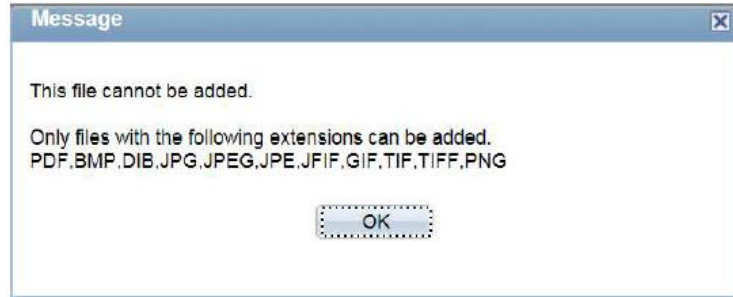 Message
This file cannot be added.
Only files with the following extensions can be added.
PDF,BMP,DIB,JPG,JPEG,JPE,JFIF,GIF,TIF,TIFF,PNG
OK